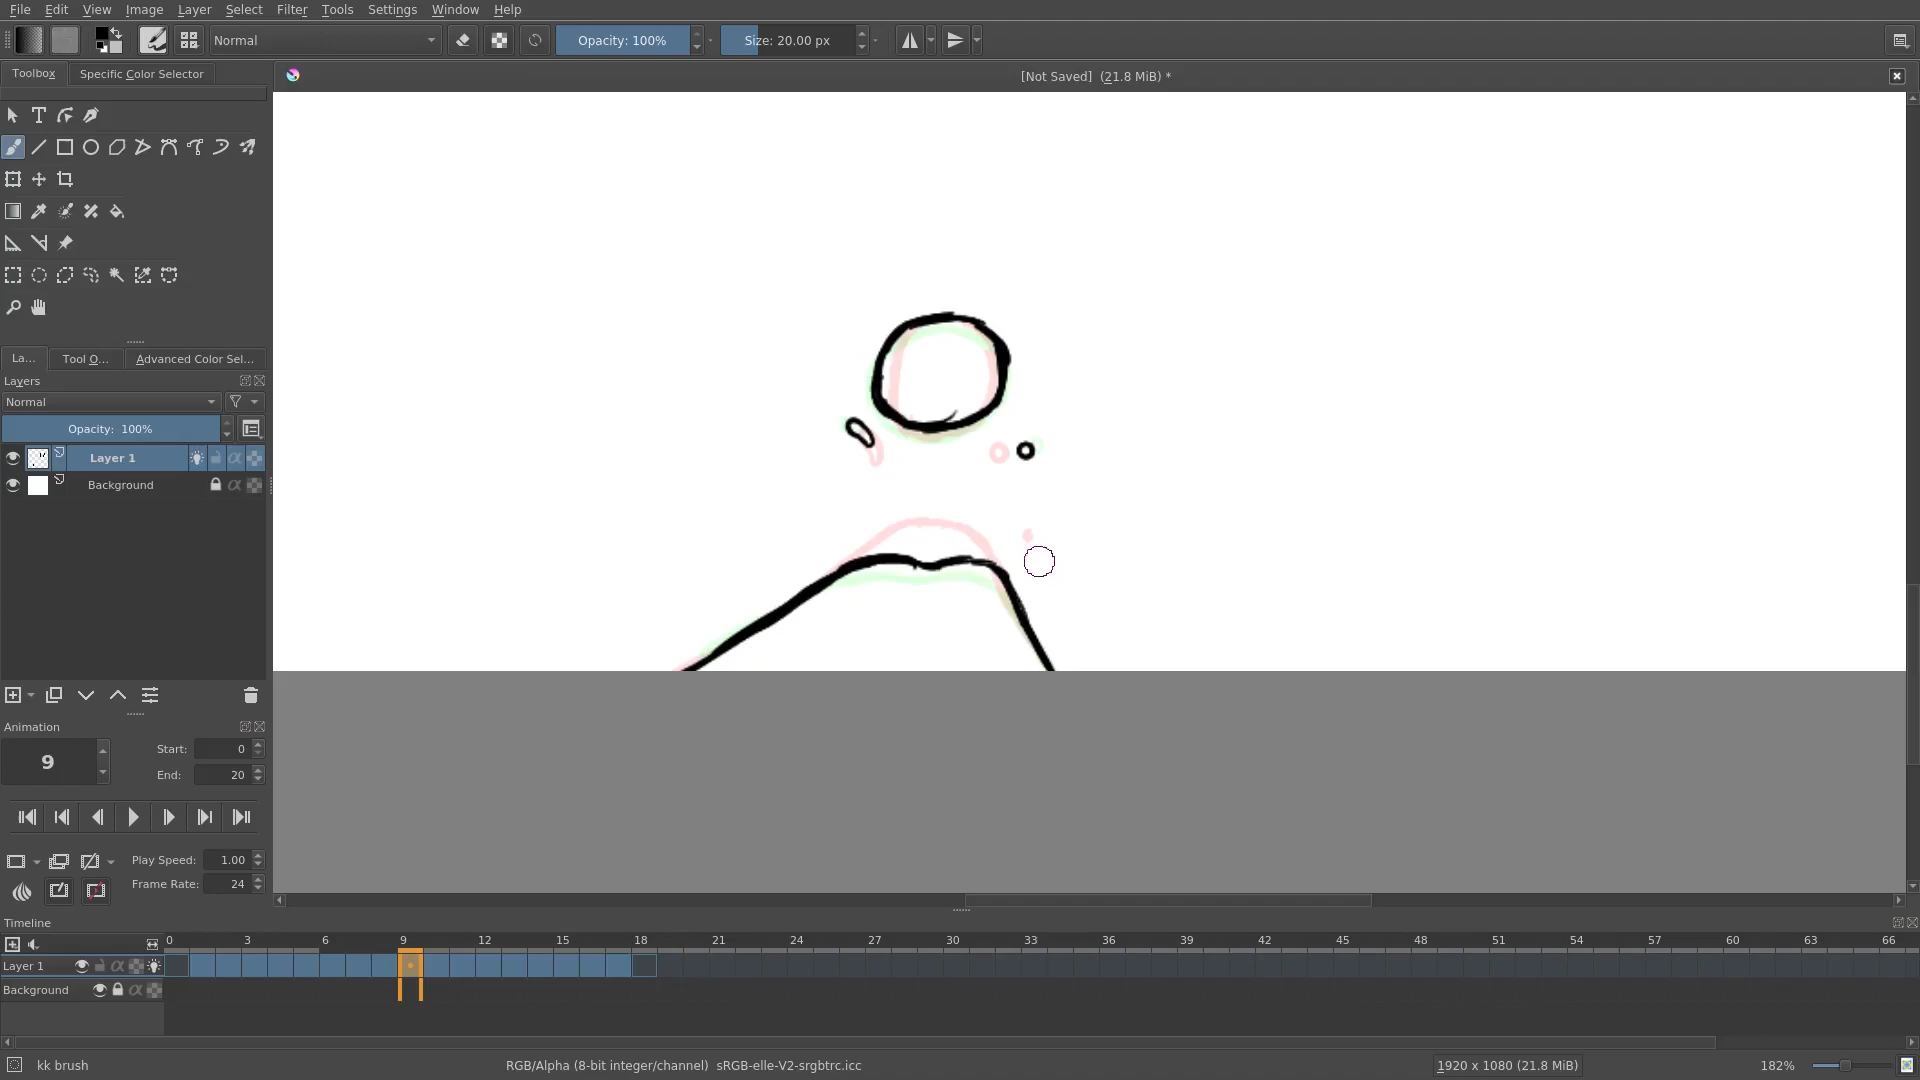 File Edit View Image Layer Select Filter Tools Settings Window Help
Normal Opacity: 100% Size: 20.00 px
Toolbox Specific Color Selector
[Not Saved] (21.8 MiB) *
La... Tool O... Advanced Color Sel...
Layers
Normal
Opacity: 100%
Layer 1
Background
Animation
9
Start: 0
End: 20
Play Speed: 1.00
Frame Rate: 24
Timeline
0 3 6 9 12 15 18 21 24 27 30 33 36 39 42 45 48 51 54 57 60 63 66
Layer 1
Background
kk brush RGB/Alpha (8-bit integer/channel) sRGB-elle-V2-srgbtrc.icc 1920 x 1080 (21.8 MiB) 182%